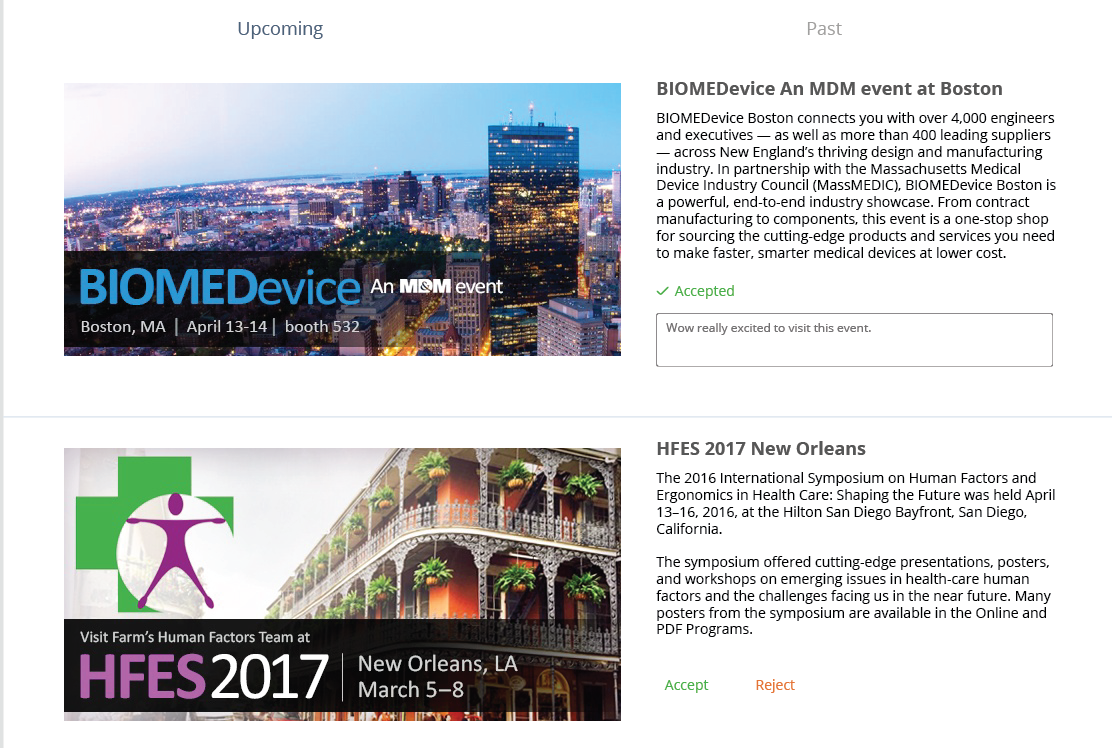 Upcoming
Past
BIOMEDevice An M&M event
Boston, MA | April 13-14 | booth 532
BIOMEDevice An MDM event at Boston
BIOMEDevice Boston connects you with over 4,000 engineers
and executives — as well as more than 400 leading suppliers
— across New England's thriving design and manufacturing
industry. In partnership with the Massachusetts Medical
Device Industry Council (MassMEDIC), BIOMEDevice Boston is
a powerful, end-to-end industry showcase. From contract
manufacturing to components, this event is a one-stop shop
for sourcing the cutting-edge products and services you need
to make faster, smarter medical devices at lower cost.
Accepted
Wow really excited to visit this event.
Visit Farm's Human Factors Team at
HFES 2017 | New Orleans, LA
March 5–8
HFES 2017 New Orleans
The 2016 International Symposium on Human Factors and
Ergonomics in Health Care: Shaping the Future was held April
13–16, 2016, at the Hilton San Diego Bayfront, San Diego,
California.
The symposium offered cutting-edge presentations, posters,
and workshops on emerging issues in health-care human
factors and the challenges facing us in the near future. Many
posters from the symposium are available in the Online and
PDF Programs.
Accept
Reject